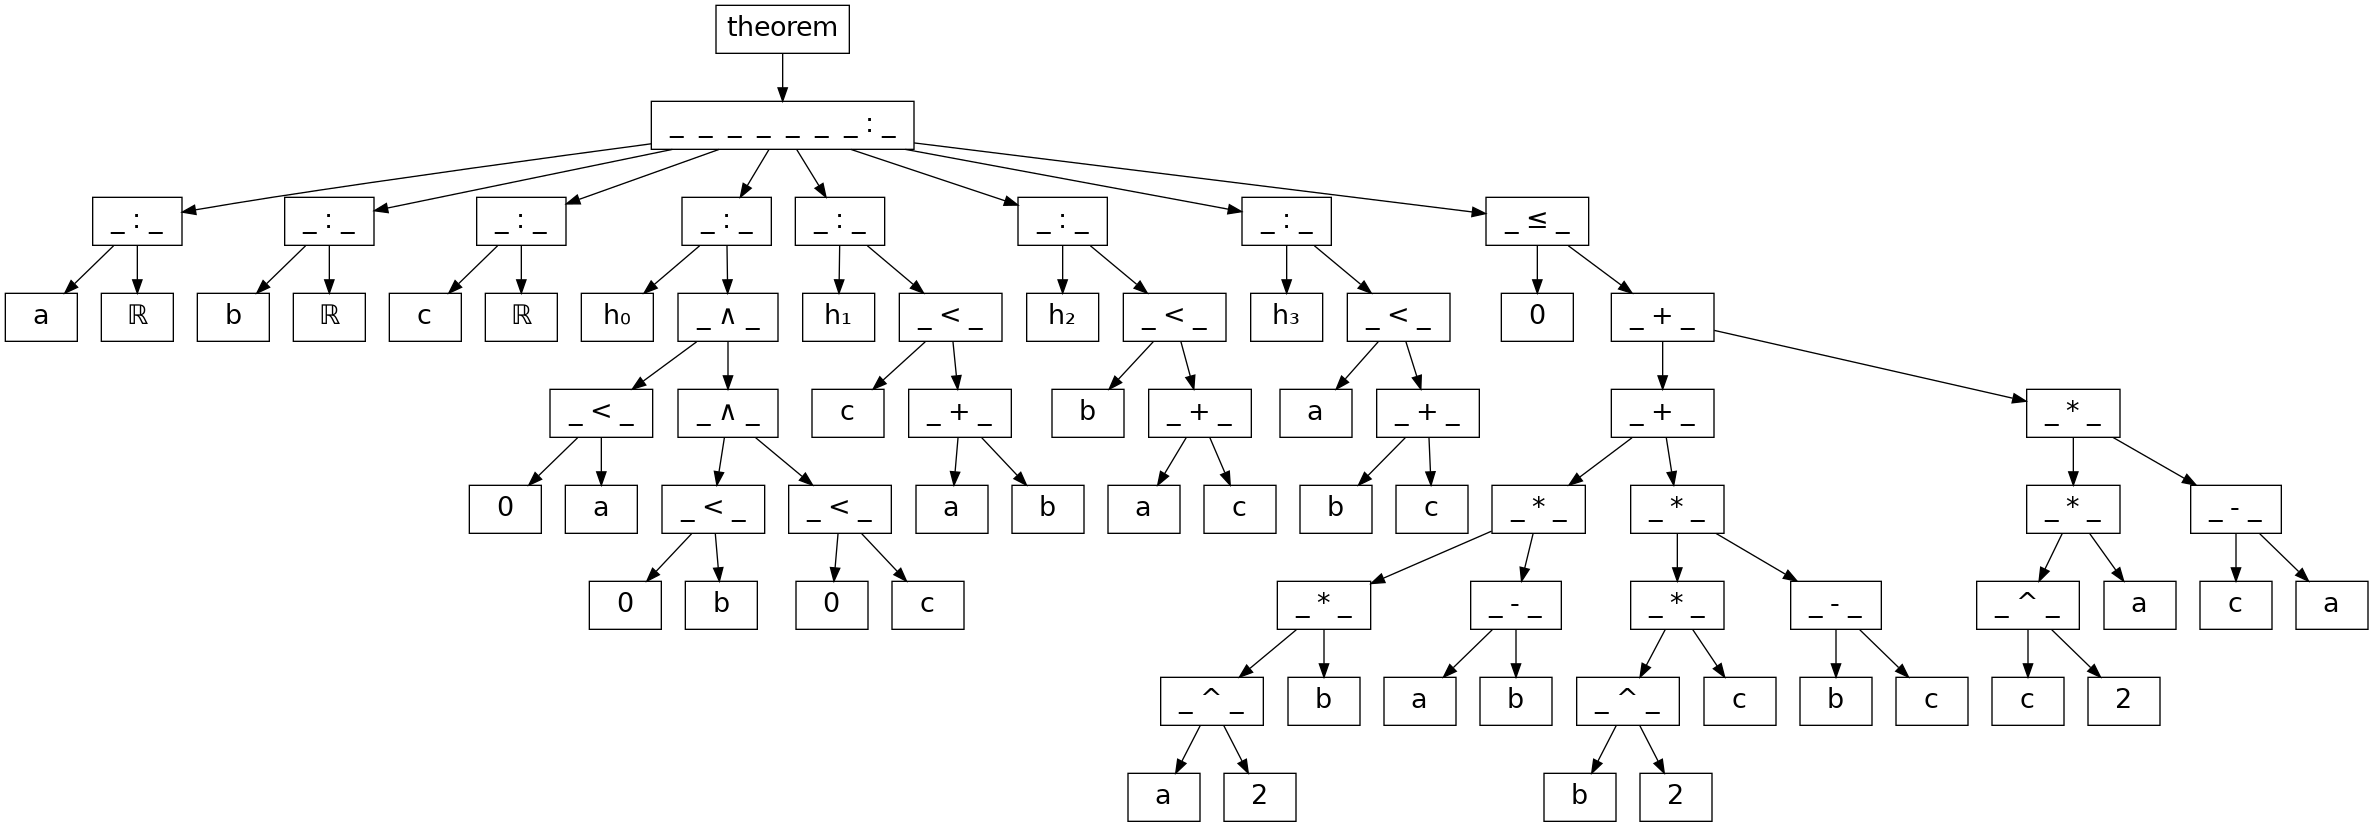 theorem
_ _ _ _ _ _ _ : _
_ : _ _ : _ _ : _ _ : _ _ : _ _ : _ _ : _ _ ≤ _
a ℝ b ℝ c ℝ h₀ _ ∧ _ h₁ _ < _ h₂ _ < _ h₃ _ < _ 0 _ + _
_ < _ _ ∧ _ c _ + _ b _ + _ a _ + _ _ + _ _ * _
0 a _ < _ _ < _ a b a c b c _ * _ _ * _ _ * _ _ - _
0 b 0 c _ * _ _ - _ _ * _ _ - _ _ ^ _ a c a
_ ^ _ b a b _ ^ _ c b c c 2
a 2 b 2